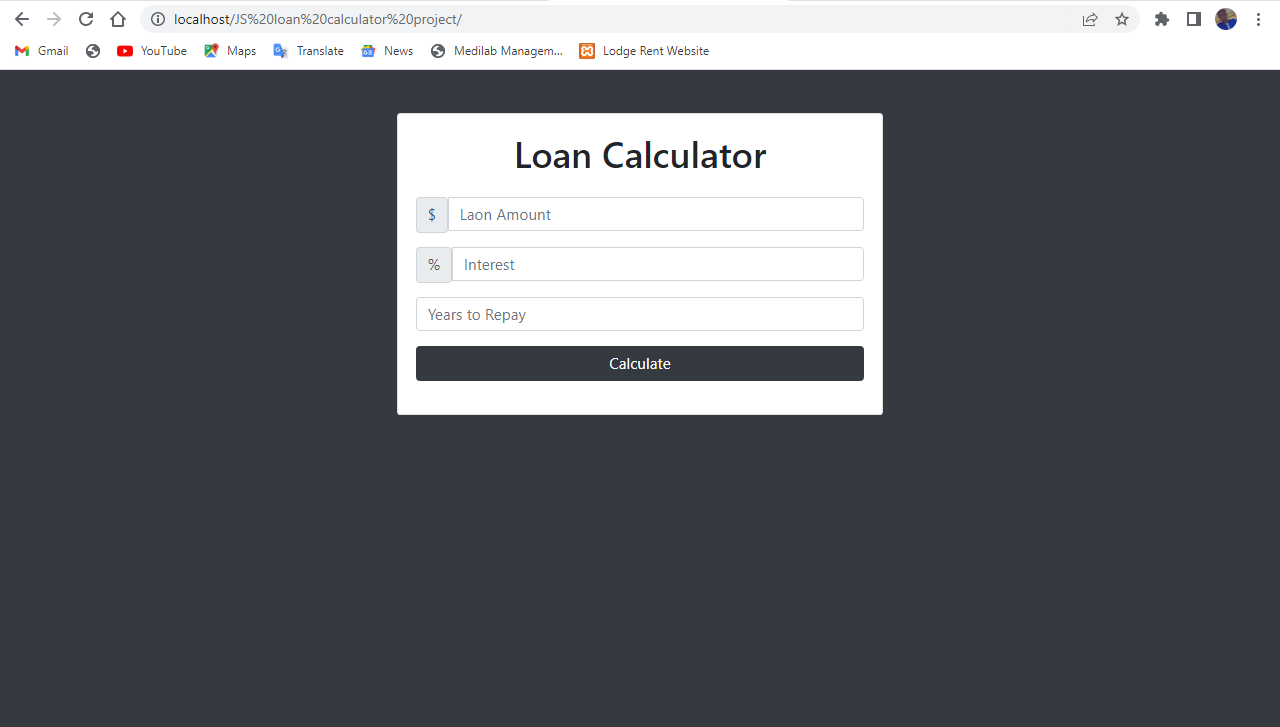 localhost/JS%20loan%20calculator%20project/
Gmail YouTube Maps Translate News Medilab Managem... Lodge Rent Website
Loan Calculator
$ Laon Amount
% Interest
Years to Repay
Calculate